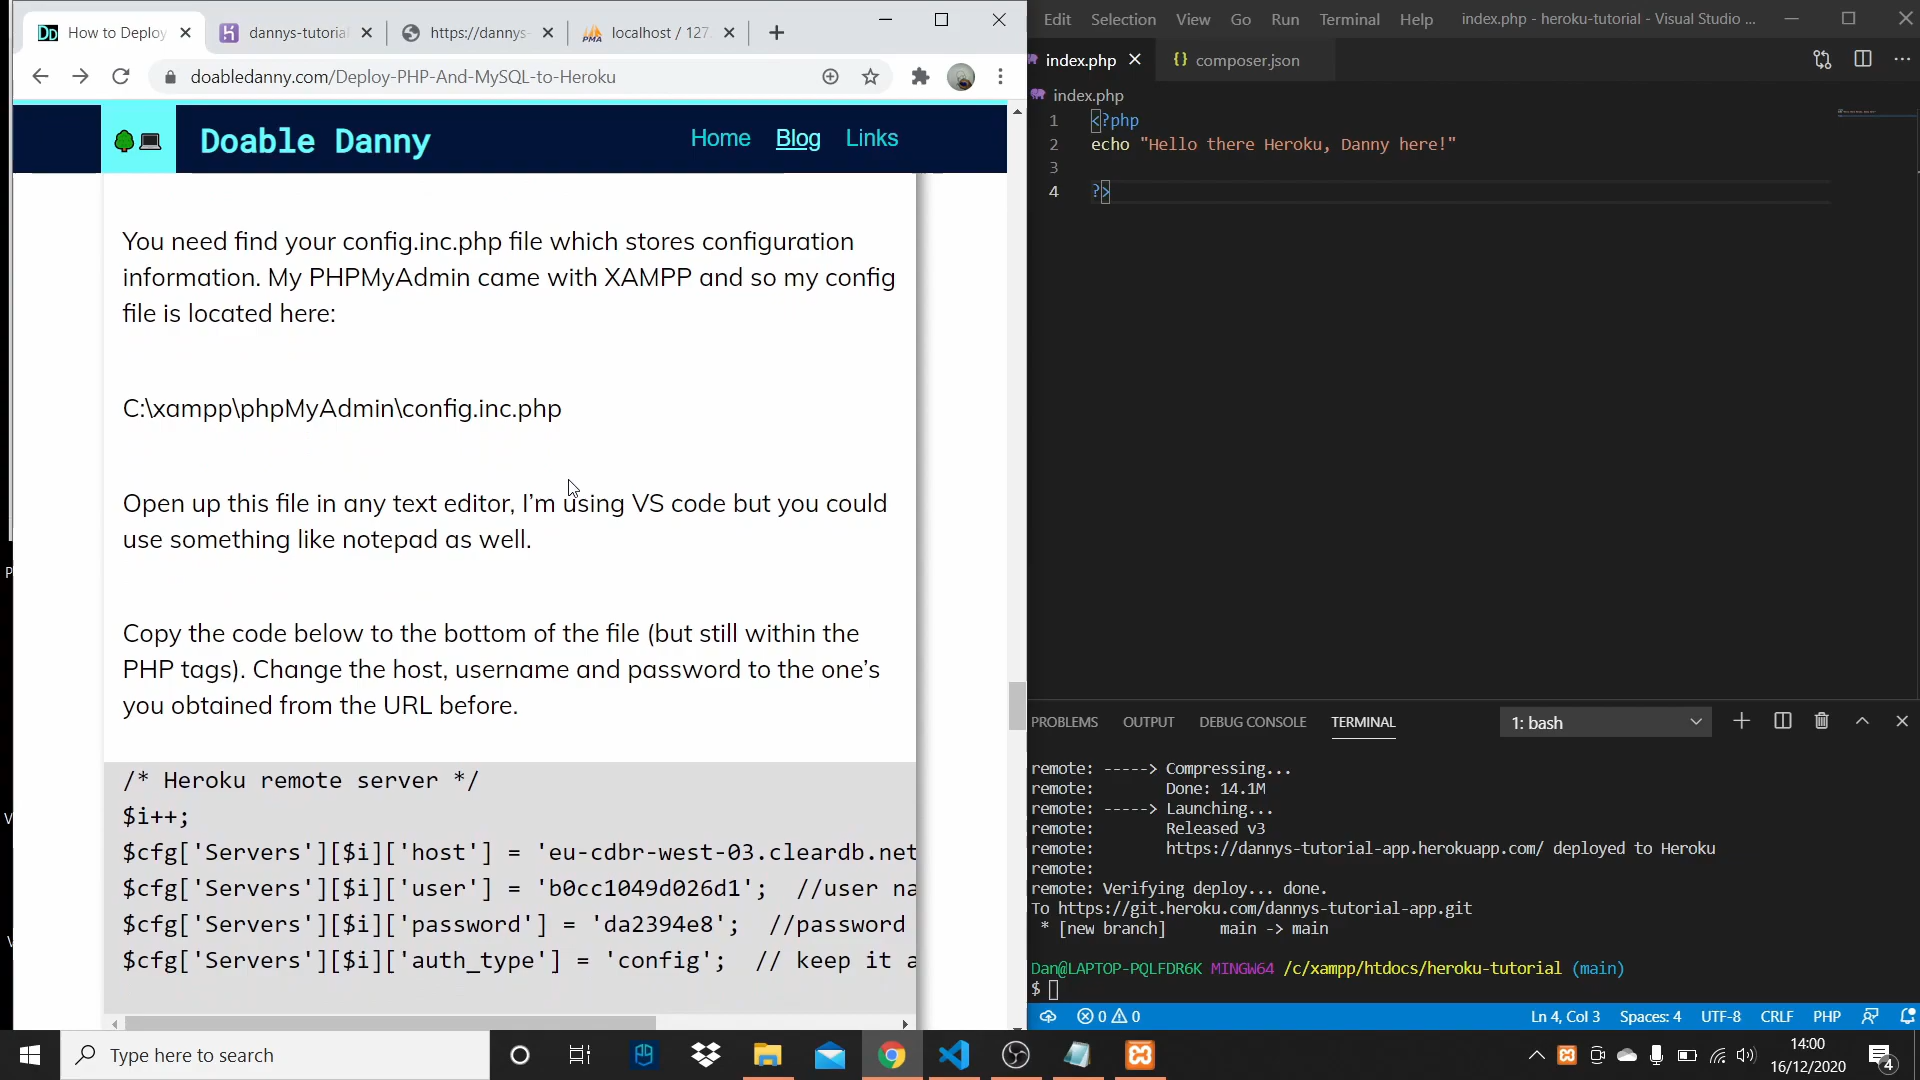 How to Deploy
dannys-tutorial
https://dannys-
PMA
localhost / 127.
doabledanny.com/Deploy-PHP-And-MySQL-to-Heroku
Doable Danny
Home
Blog
Links
You need find your config.inc.php file which stores configuration
information. My PHPMyAdmin came with XAMPP and so my config
file is located here:
C:\xampp\phpMyAdmin\config.inc.php
Open up this file in any text editor, I’m using VS code but you could
use something like notepad as well.
Copy the code below to the bottom of the file (but still within the
PHP tags). Change the host, username and password to the one’s
you obtained from the URL before.
/* Heroku remote server */
$i++;
$cfg['Servers'][$i]['host'] = 'eu-cdbr-west-03.cleardb.net
$cfg['Servers'][$i]['user'] = 'b0cc1049d026d1';  //user na
$cfg['Servers'][$i]['password'] = 'da2394e8';  //password
$cfg['Servers'][$i]['auth_type'] = 'config';  // keep it a
Edit
Selection
View
Go
Run
Terminal
Help
index.php - heroku-tutorial - Visual Studio ...
index.php
{} composer.json
index.php
1 <?php
2 echo "Hello there Heroku, Danny here!"
3
4 ?>
PROBLEMS
OUTPUT
DEBUG CONSOLE
TERMINAL
1: bash
remote: -----> Compressing...
remote:        Done: 14.1M
remote: -----> Launching...
remote:        Released v3
remote:        https://dannys-tutorial-app.herokuapp.com/ deployed to Heroku
remote:
remote: Verifying deploy... done.
To https://git.heroku.com/dannys-tutorial-app.git
 * [new branch]      main -> main
Dan@LAPTOP-PQLFDR6K MINGW64 /c/xampp/htdocs/heroku-tutorial (main)
$
0
0
Ln 4, Col 3
Spaces: 4
UTF-8
CRLF
PHP
Type here to search
14:00
16/12/2020
4